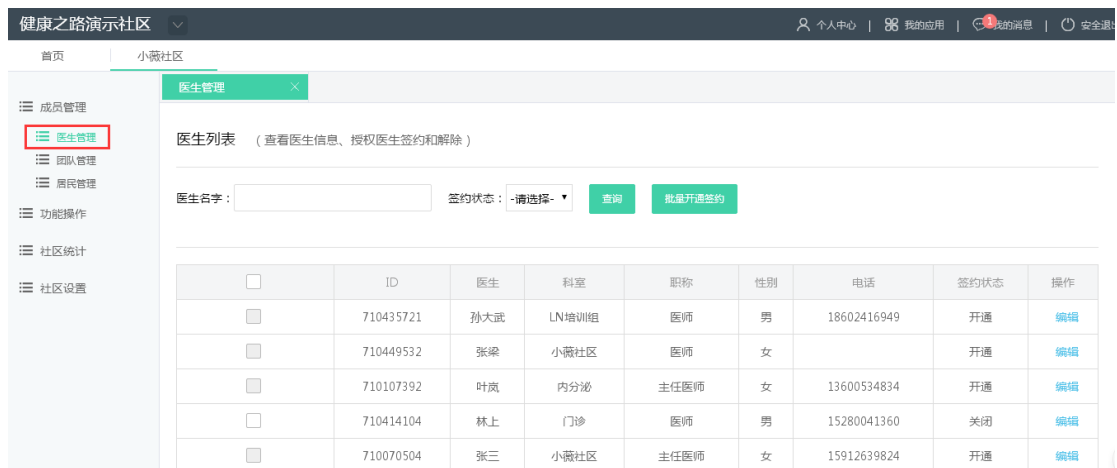 健康之路演示社区 个人中心 | 我的应用 | 1 我的消息 | 安全退出
首页 小薇社区
医生管理
成员管理
医生管理
团队管理
居民管理
功能操作
社区统计
社区设置
医生列表 （查看医生信息、授权医生签约和解除）
医生名字： 签约状态： -请选择- 查询 批量开通签约
ID 医生 科室 职称 性别 电话 签约状态 操作
710435721 孙大武 LN培训组 医师 男 18602416949 开通 编辑
710449532 张梁 小薇社区 医师 女 开通 编辑
710107392 叶岚 内分泌 主任医师 女 13600534834 开通 编辑
710414104 林上 门诊 医师 男 15280041360 关闭 编辑
710070504 张三 小薇社区 主任医师 女 15912639824 开通 编辑